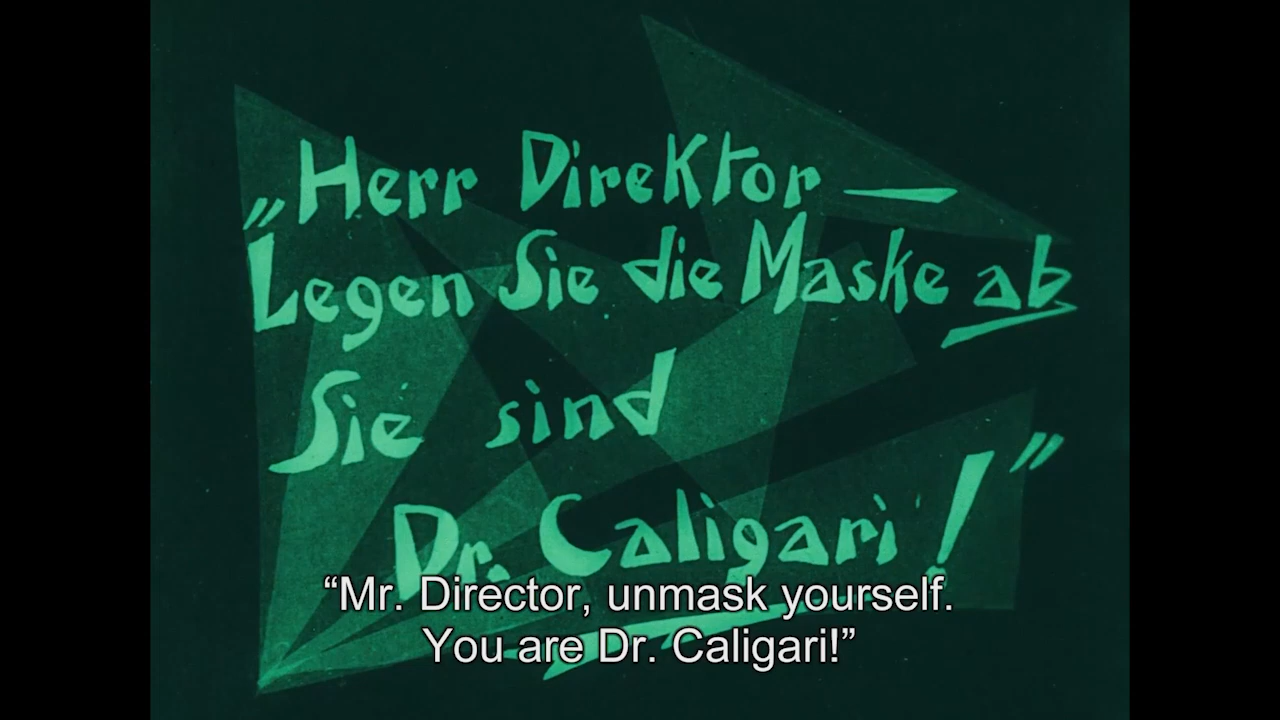 „Herr Direktor —
Legen Sie die Maske ab
Sie sind
Dr. Caligari!”
“Mr. Director, unmask yourself.
You are Dr. Caligari!”